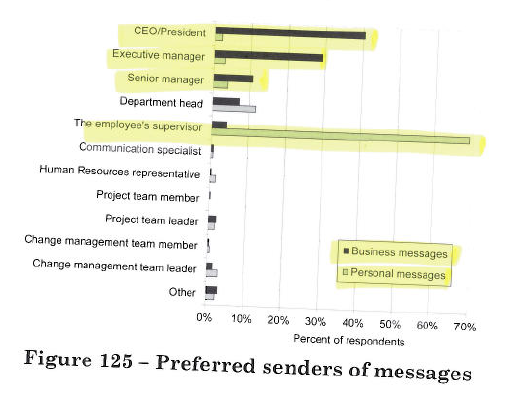 CEO/President
Executive manager
Senior manager
Department head
The employee's supervisor
Communication specialist
Human Resources representative
Project team member
Project team leader
Change management team member
Change management team leader
Other
Business messages
Personal messages
0% 10% 20% 30% 40% 50% 60% 70%
Percent of respondents
Figure 125 – Preferred senders of messages